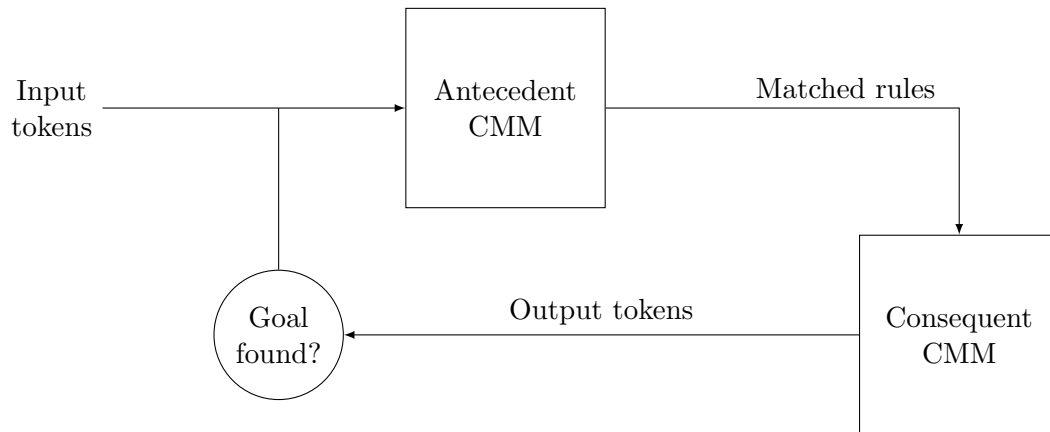 Input
tokens
Antecedent
CMM
Matched rules
Goal
found?
Output tokens
Consequent
CMM